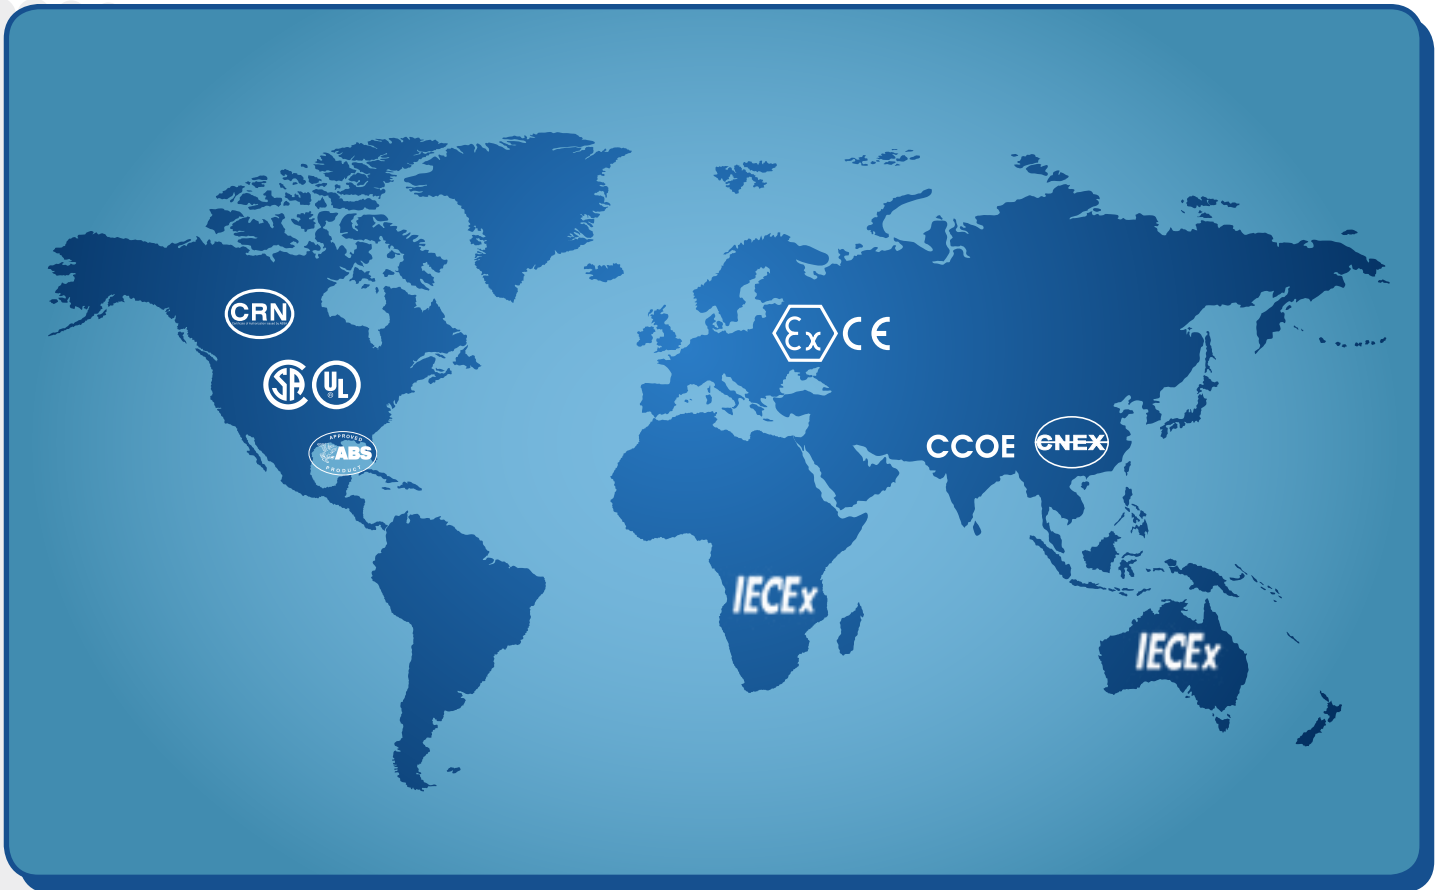 CRN
SA
UL
®
APPROVED
ABS
PRODUCT
Ex
CE
CCOE
CNEX
IECEx
IECEx